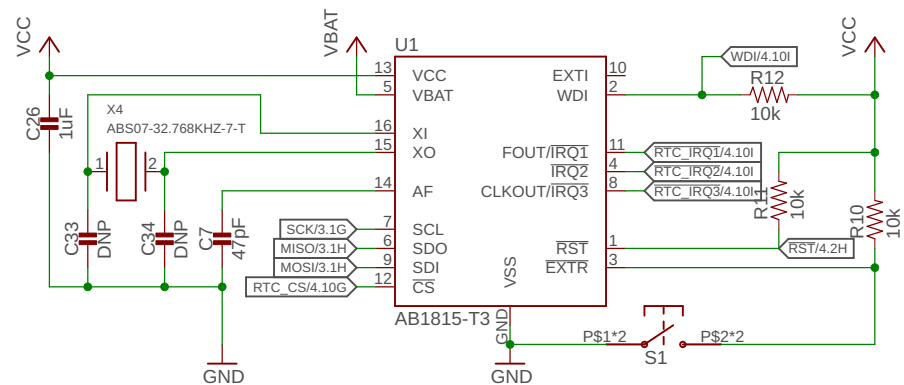 VCC
VBAT
VCC
U1
13
VCC
EXTI
10
5
VBAT
WDI
2
WDI/4.10I
R12
10k
C26
1uF
X4
ABS07-32.768KHZ-7-T
1
2
16
XI
15
XO
FOUT/IRQ1
11
RTC_IRQ1/4.10I
IRQ2
4
RTC_IRQ2/4.10I
14
AF
CLKOUT/IRQ3
8
RTC_IRQ3/4.10I
R11
10k
R10
10k
C33
DNP
C34
DNP
C7
47pF
SCK/3.1G
7
SCL
MISO/3.1H
6
SDO
RST
1
RST/4.2H
MOSI/3.1H
9
SDI
EXTR
3
RTC_CS/4.10G
12
CS
VSS
AB1815-T3
GND
P$1*2
P$2*2
S1
GND
GND